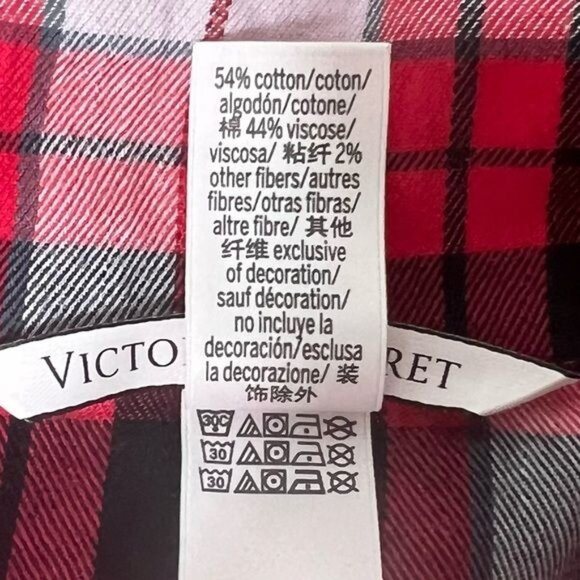 54% cotton/coton/
algodón/cotone/
棉 44% viscose/
viscosa/ 粘纤 2%
other fibers/autres
fibres/otras fibras/
altre fibre/ 其他
纤维 exclusive
of decoration/
sauf décoration/
no incluye la
decoración/esclusa
la decorazione/ 装
饰除外
VICTO RET
30
30